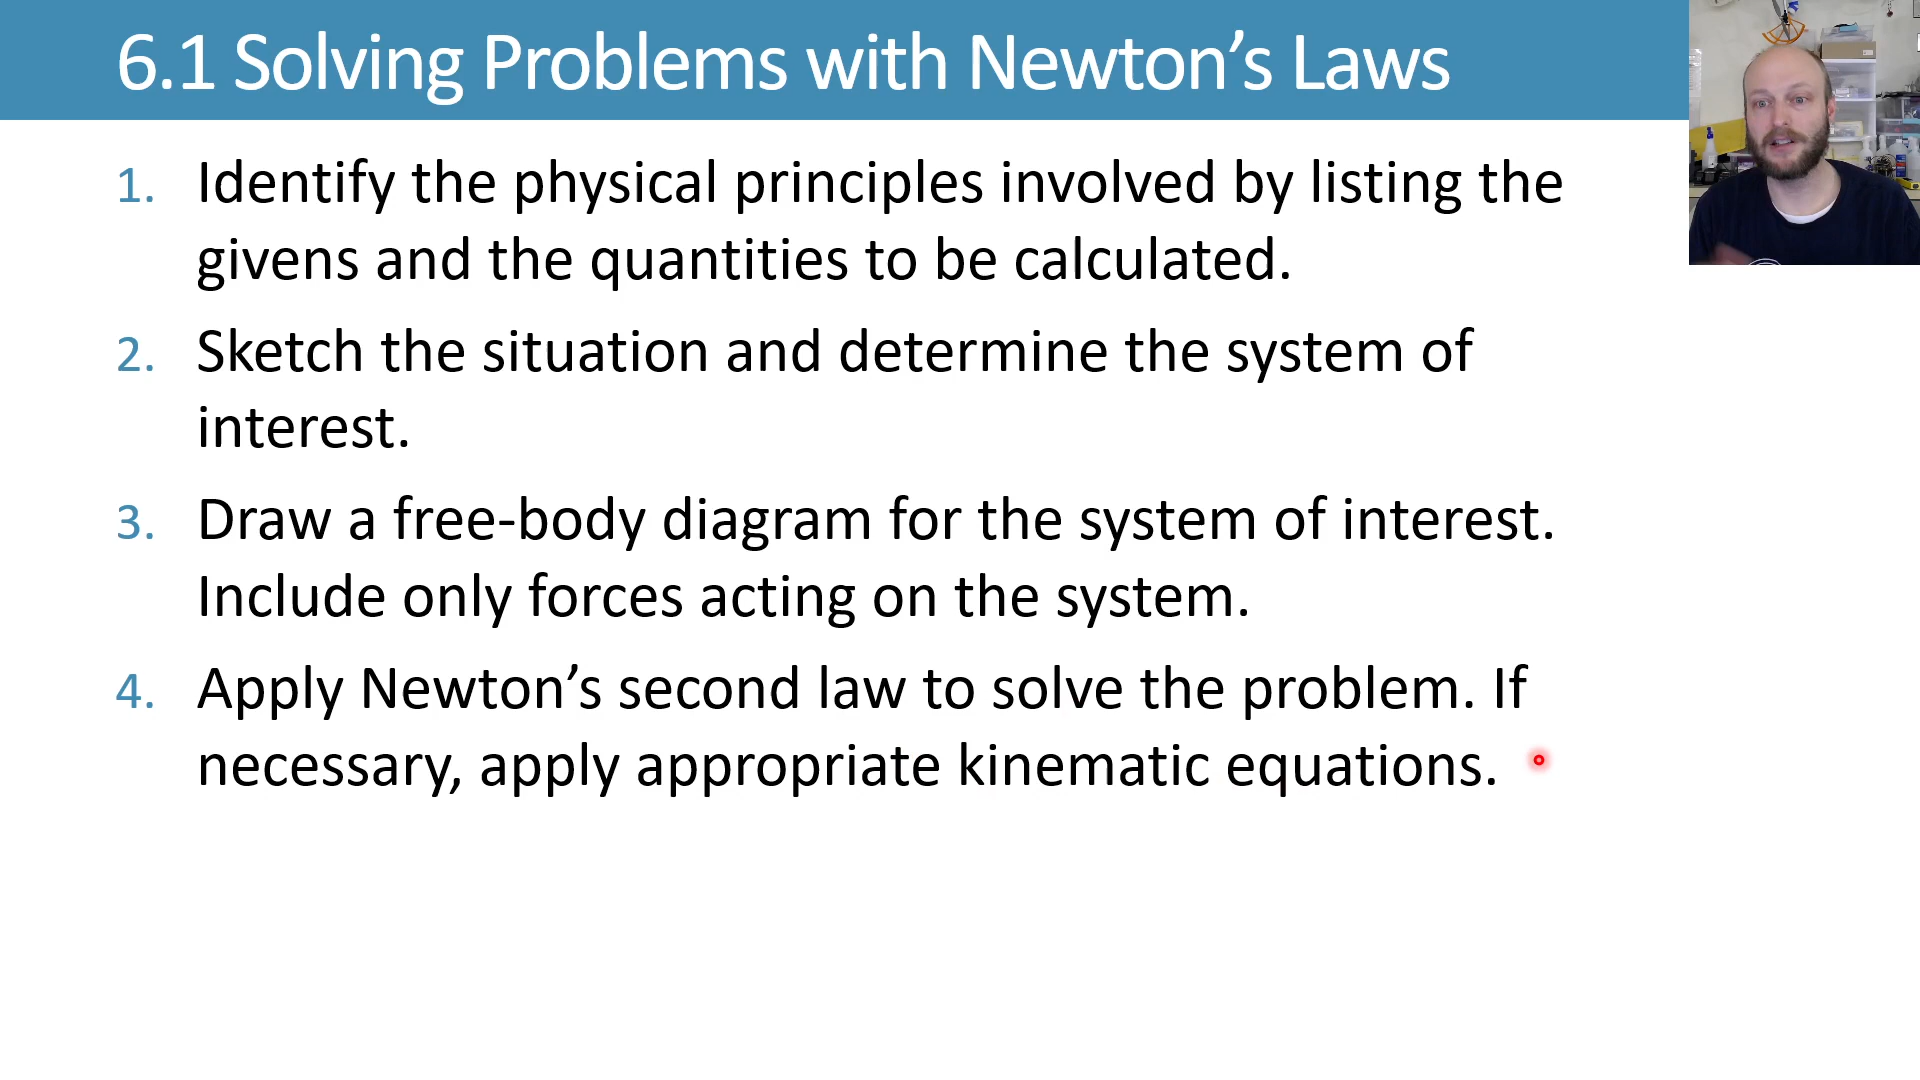 6.1 Solving Problems with Newton’s Laws
1. Identify the physical principles involved by listing the
givens and the quantities to be calculated.
2. Sketch the situation and determine the system of
interest.
3. Draw a free-body diagram for the system of interest.
Include only forces acting on the system.
4. Apply Newton’s second law to solve the problem. If
necessary, apply appropriate kinematic equations.